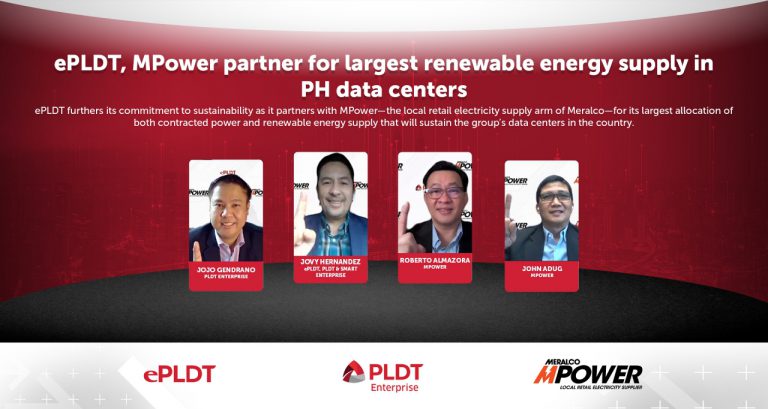 ePLDT, MPower partner for largest renewable energy supply in
PH data centers
ePLDT furthers its commitment to sustainability as it partners with MPower—the local retail electricity supply arm of Meralco—for its largest allocation of
both contracted power and renewable energy supply that will sustain the group's data centers in the country.
ePLDT
JOJO GENDRANO
PLDT ENTERPRISE
JOVY HERNANDEZ
ePLDT, PLDT & SMART
ENTERPRISE
ePLDT
MPOWER
ROBERTO ALMAZORA
MPOWER
POWER
JOHN ADUG
MPOWER
ePLDT
PLDT
Enterprise
MERALCO
MPOWER
LOCAL RETAIL ELECTRICITY SUPPLIER